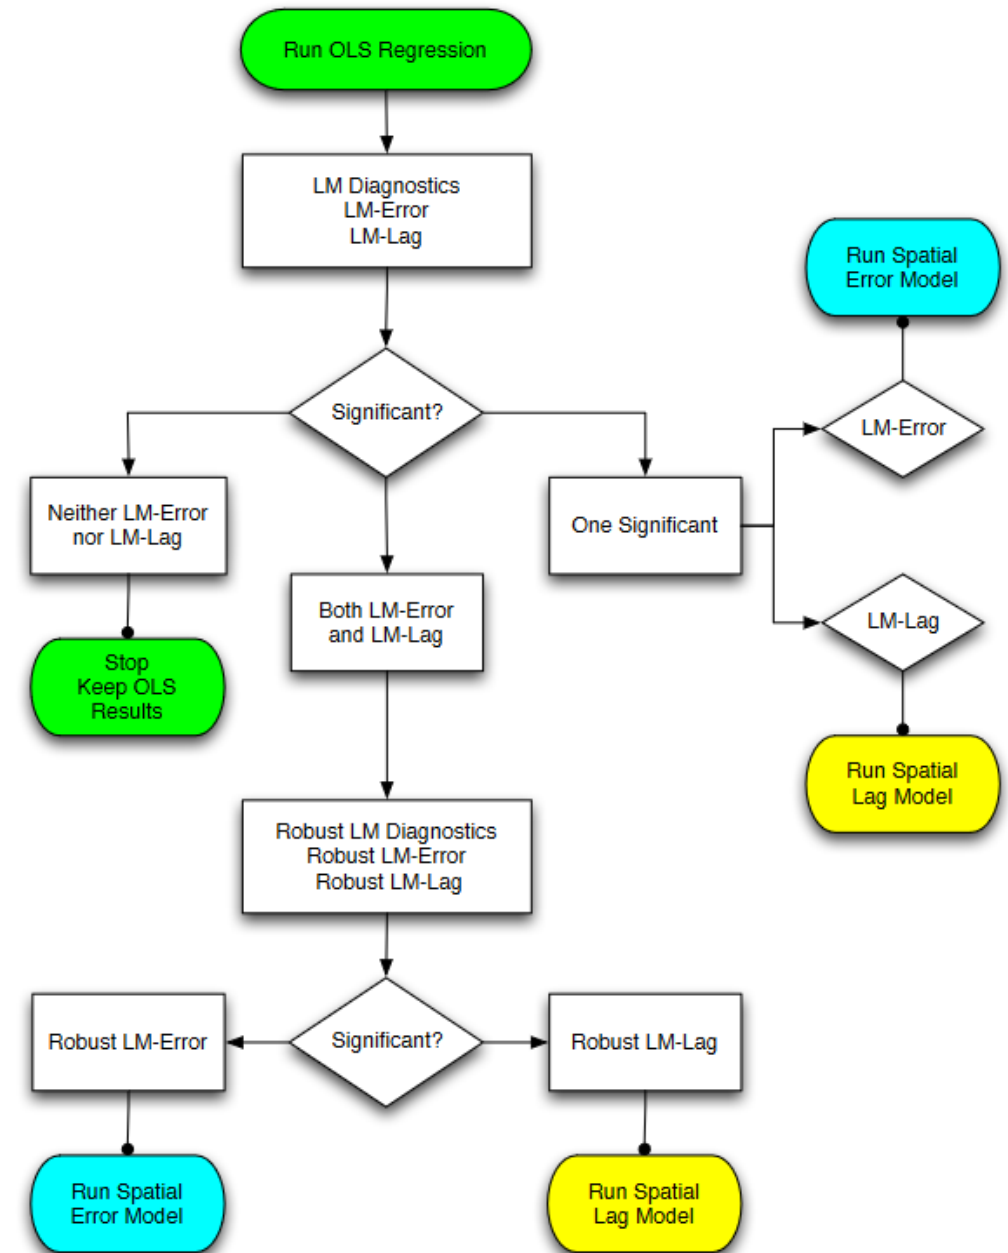 Run OLS Regression
LM Diagnostics
LM-Error
LM-Lag
Run Spatial
Error Model
Significant?
LM-Error
Neither LM-Error
nor LM-Lag
One Significant
Both LM-Error
and LM-Lag
LM-Lag
Stop
Keep OLS
Results
Run Spatial
Lag Model
Robust LM Diagnostics
Robust LM-Error
Robust LM-Lag
Robust LM-Error
Significant?
Robust LM-Lag
Run Spatial
Error Model
Run Spatial
Lag Model